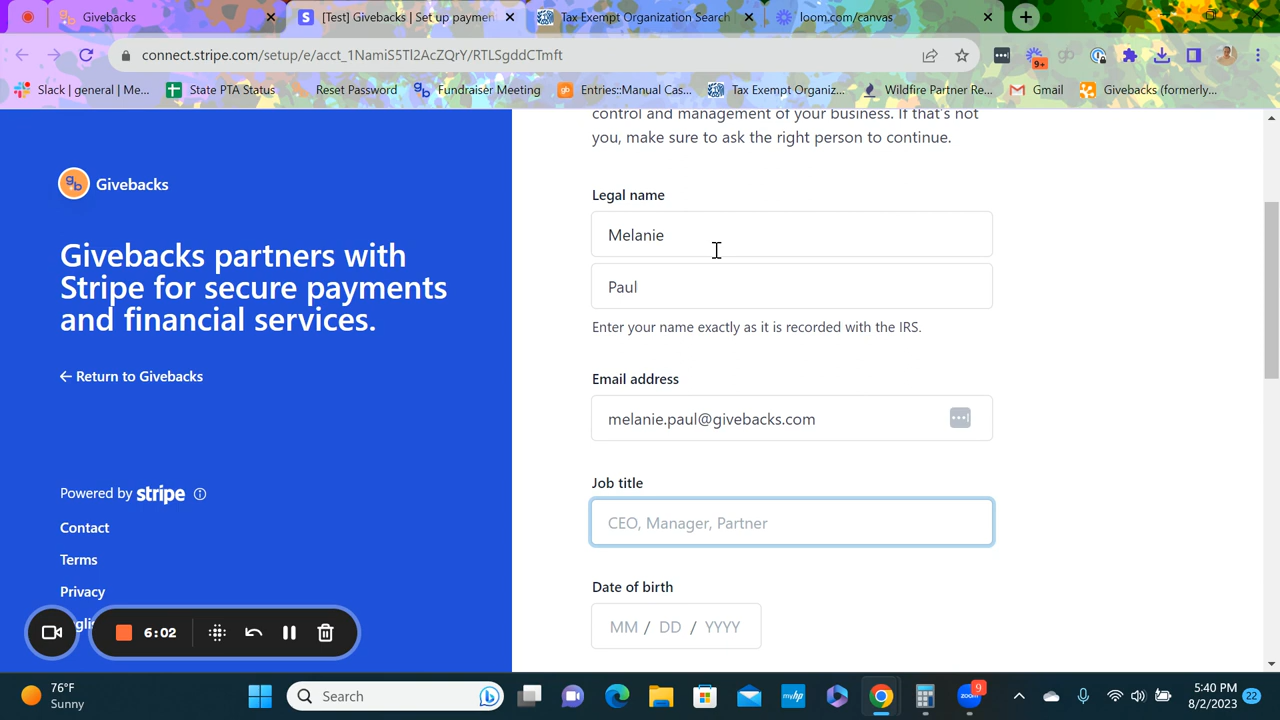 Givebacks
[Test] Givebacks | Set up paymen
Tax Exempt Organization Search
loom.com/canvas
connect.stripe.com/setup/e/acct_1NamiS5Tl2AcZQrY/RTLSgddCTmft
9+
Slack | general | Me...
State PTA Status
Reset Password
Fundraiser Meeting
Entries::Manual Cas...
Tax Exempt Organiz...
Wildfire Partner Re...
Gmail
Givebacks (formerly...
gb Givebacks
Givebacks partners with
Stripe for secure payments
and financial services.
← Return to Givebacks
Powered by stripe
Contact
Terms
Privacy
6:02
control and management of your business. If that's not
you, make sure to ask the right person to continue.
Legal name
Melanie
Paul
Enter your name exactly as it is recorded with the IRS.
Email address
melanie.paul@givebacks.com
Job title
CEO, Manager, Partner
Date of birth
MM / DD / YYYY
76°F
Sunny
Search
9
5:40 PM
8/2/2023
22